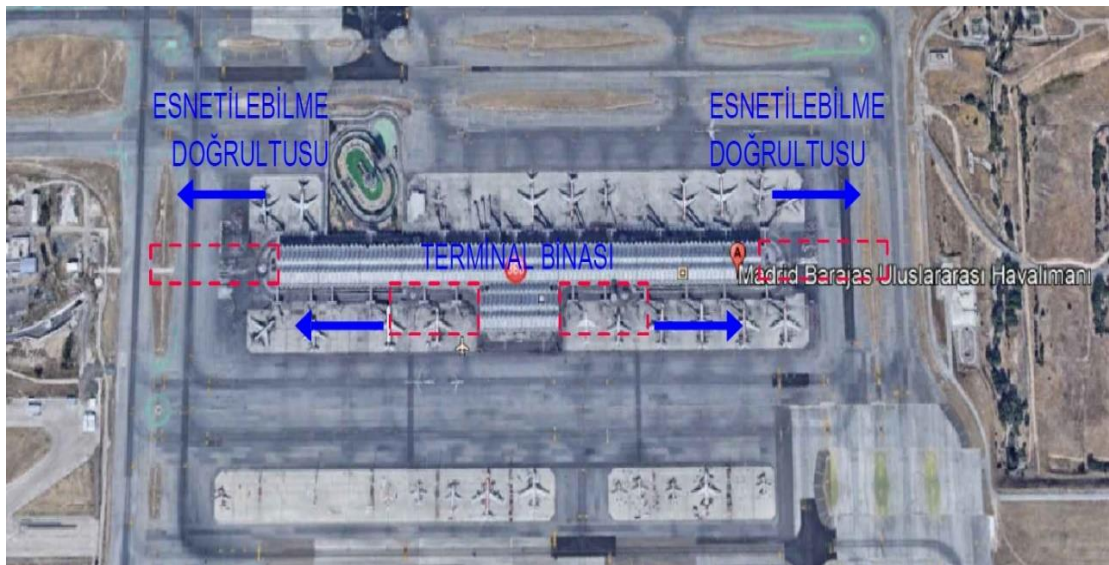 ESNETİLEBİLME
DOĞRULTUSU
ESNETİLEBİLME
DOĞRULTUSU
TERMİNAL BİNASI
A
Madrid Barajas Uluslararası Havalimanı